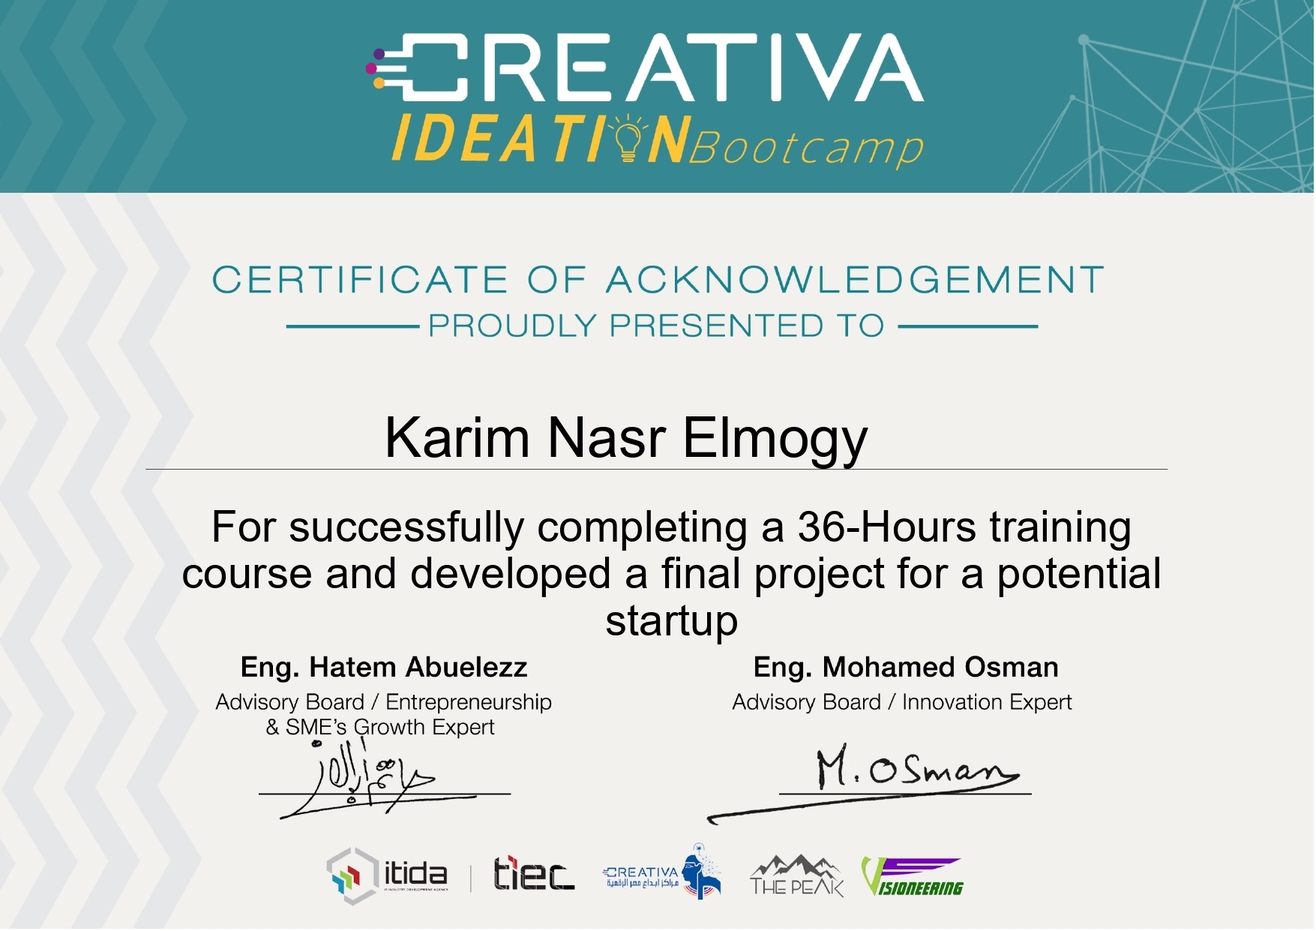 CREATIVA
IDEATION Bootcamp
CERTIFICATE OF ACKNOWLEDGEMENT
PROUDLY PRESENTED TO
Karim Nasr Elmogy
For successfully completing a 36-Hours training
course and developed a final project for a potential
startup
Eng. Hatem Abuelezz
Advisory Board / Entrepreneurship
& SME's Growth Expert
Eng. Mohamed Osman
Advisory Board / Innovation Expert
M. Osman
itida
tiec
CREATIVA
مراكز إبداع مصر الرقمية
THE PEAK
VISIONEERING